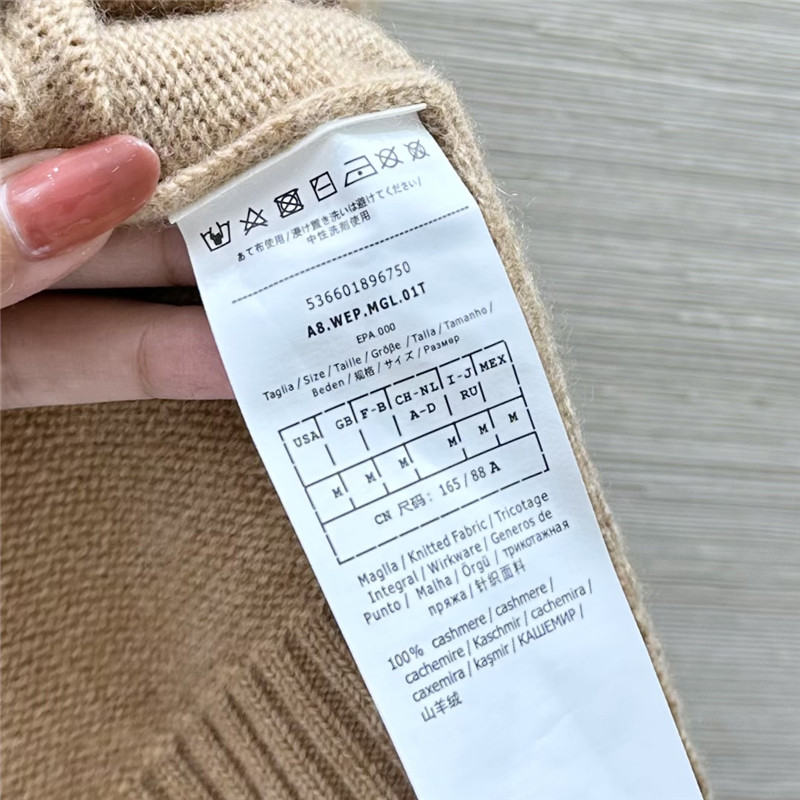 あて布使用/浸け置き洗いは避けてください/
中性洗剤使用
536601896750
A8.WEP.MGL.01T
EPA 000
Taglia/Size/Taille/Größe/Talla/Tamanho/
Beden/规格/サイズ/Размер
USA GB F-B CH-NL A-D I-J RU MEX
M M M M M M
CN 尺码: 165/88 A
Maglia/Knitted Fabric/Tricotage
Integral/Wirkware/Generos de
Punto/Malha/Örgü/трикотажная
пряжа/针织面料
100% cashmere/cashmere/
cachemire/Kaschmir/cachemira/
caxemira/kaşmir/КАШЕМИР/
山羊绒